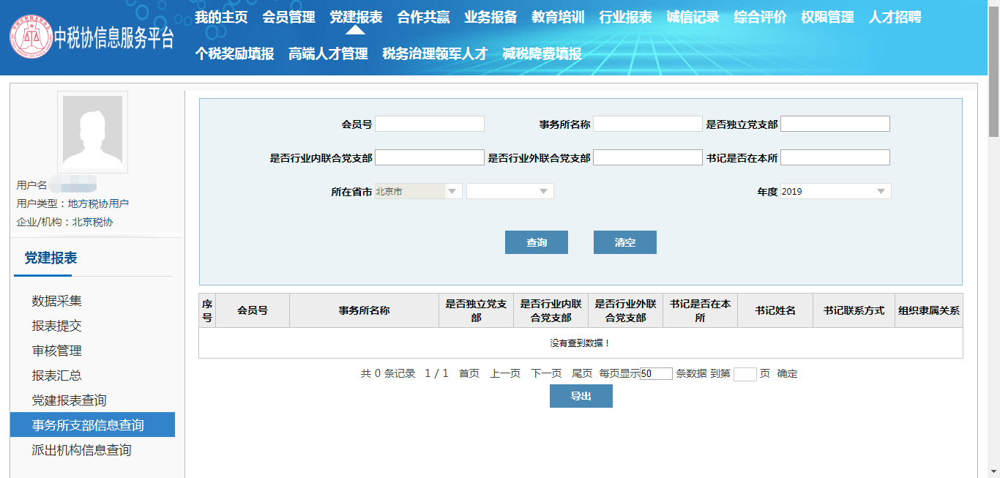 中税协信息服务平台
我的主页 会员管理 党建报表 合作共赢 业务报备 教育培训 行业报表 诚信记录 综合评价 权限管理 人才招聘
个税奖励填报 高端人才管理 税务治理领军人才 减税降费填报
用户名
用户类型：地方税协用户
企业/机构：北京税协
党建报表
数据采集
报表提交
审核管理
报表汇总
党建报表查询
事务所支部信息查询
派出机构信息查询
会员号 事务所名称 是否独立党支部
是否行业内联合党支部 是否行业外联合党支部 书记是否在本所
所在省市 北京市 年度 2019
查询 清空
序号 会员号 事务所名称 是否独立党支部 是否行业内联合党支部 是否行业外联合党支部 书记是否在本所 书记姓名 书记联系方式 组织隶属关系
没有查到数据！
共 0 条记录 1 / 1 首页 上一页 下一页 尾页 每页显示 50 条数据 到第 页 确定
导出